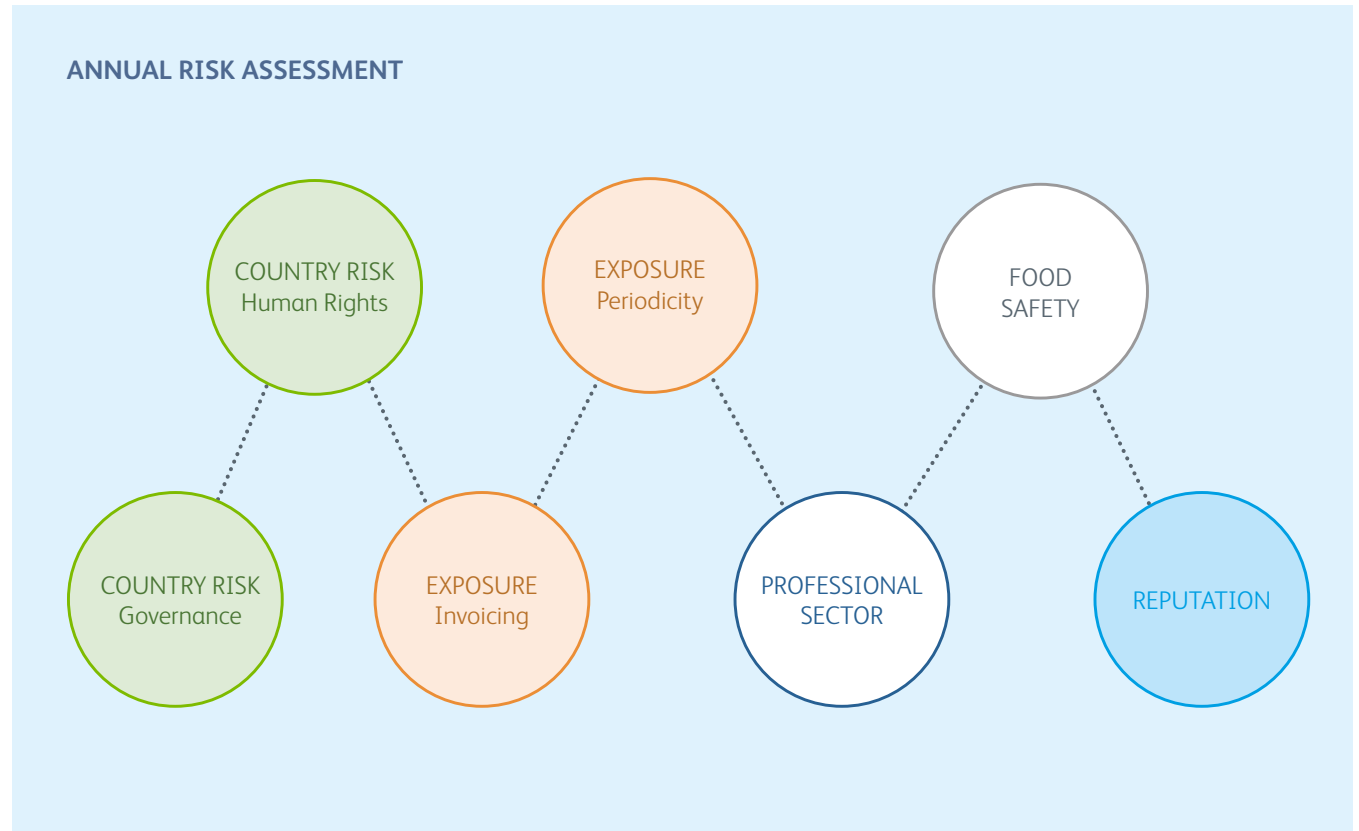 ANNUAL RISK ASSESSMENT
COUNTRY RISK
Human Rights
EXPOSURE
Periodicity
FOOD
SAFETY
COUNTRY RISK
Governance
EXPOSURE
Invoicing
PROFESSIONAL
SECTOR
REPUTATION